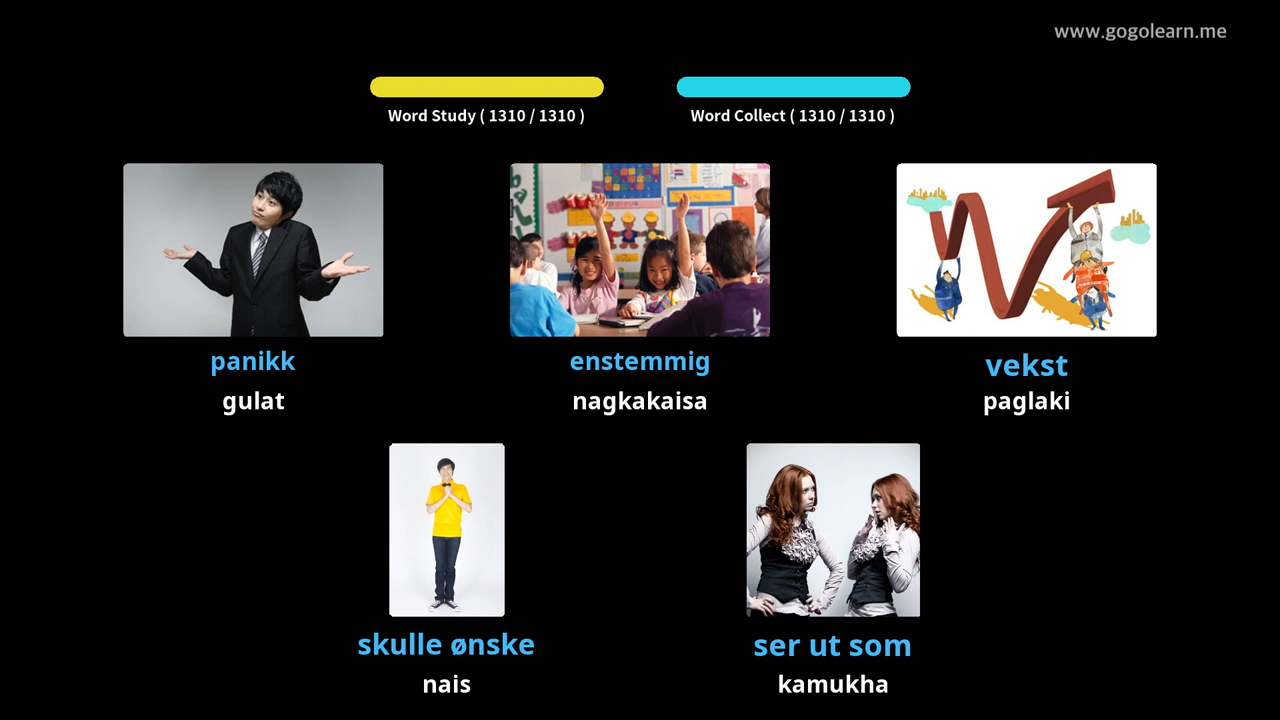 www.gogolearn.me
Word Study ( 1310 / 1310 )
Word Collect ( 1310 / 1310 )
panikk
gulat
enstemmig
nagkakaisa
vekst
paglaki
skulle ønske
nais
ser ut som
kamukha